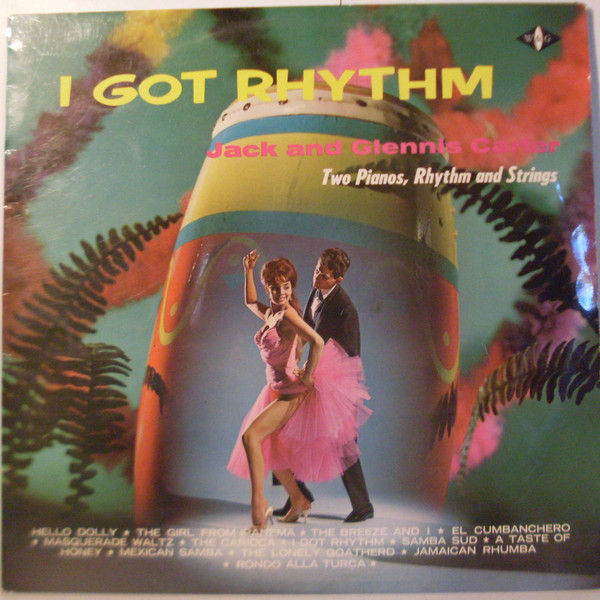 W&G
I GOT RHYTHM
Jack and Glennis Carter
Two Pianos, Rhythm and Strings
HELLO DOLLY ★ THE GIRL FROM IPANEMA ★ THE BREEZE AND I ★ EL CUMBANCHERO
★ MASQUERADE WALTZ ★ THE CARIOCA ★ I GOT RHYTHM ★ SAMBA SUD ★ A TASTE OF
HONEY ★ MEXICAN SAMBA ★ THE LONELY GOATHERD ★ JAMAICAN RHUMBA
★ RONDO ALLA TURCA ★